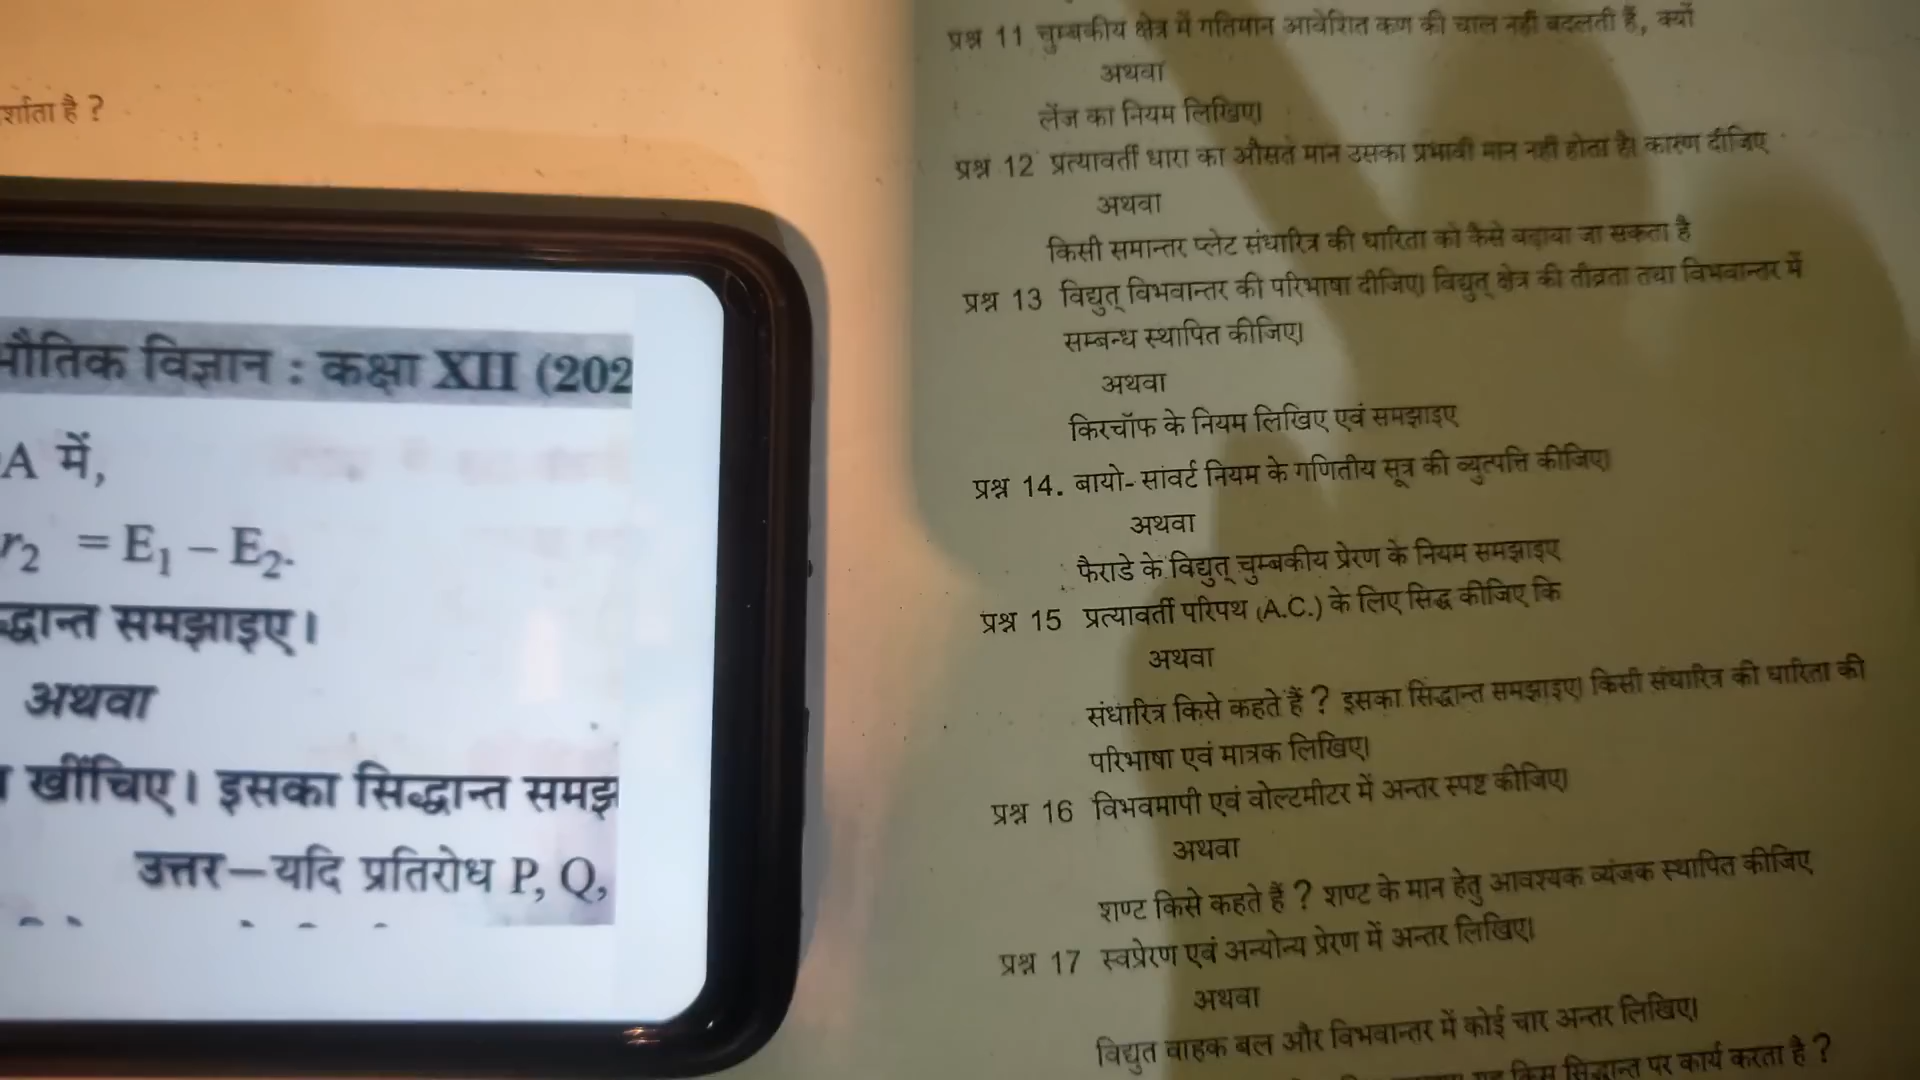 र्शाता है ?
भौतिक विज्ञान : कक्षा XII (202
A में,
r₂ = E₁ – E₂.
द्धान्त समझाइए।
अथवा
खींचिए। इसका सिद्धान्त समझ
उत्तर—यदि प्रतिरोध P, Q,
प्रश्न 11 चुम्बकीय क्षेत्र में गतिमान आवेशित कण की चाल नही बदलती हैं, क्यों
अथवा
लेंज का नियम लिखिए।
प्रश्न 12 प्रत्यावर्ती धारा का औसत मान उसका प्रभावी मान नही होता है। कारण दीजिए
अथवा
किसी समान्तर प्लेट संधारित्र की धारिता को कैसे बढ़ाया जा सकता है
प्रश्न 13 विद्युत् विभवान्तर की परिभाषा दीजिए। विद्युत् क्षेत्र की तीव्रता तथा विभवान्तर में
सम्बन्ध स्थापित कीजिए।
अथवा
किरचॉफ के नियम लिखिए एवं समझाइए
प्रश्न 14. बायो- सांवर्ट नियम के गणितीय सूत्र की व्युत्पत्ति कीजिए।
अथवा
फैराडे के विद्युत् चुम्बकीय प्रेरण के नियम समझाइए
प्रश्न 15 प्रत्यावर्ती परिपथ (A.C.) के लिए सिद्ध कीजिए कि
अथवा
संधारित्र किसे कहते हैं ? इसका सिद्धान्त समझाइए। किसी संधारित्र की धारिता की
परिभाषा एवं मात्रक लिखिए।
प्रश्न 16 विभवमापी एवं वोल्टमीटर में अन्तर स्पष्ट कीजिए।
अथवा
शण्ट किसे कहते हैं ? शण्ट के मान हेतु आवश्यक व्यंजक स्थापित कीजिए
प्रश्न 17 स्वप्रेरण एवं अन्योन्य प्रेरण में अन्तर लिखिए।
अथवा
विद्युत वाहक बल और विभवान्तर में कोई चार अन्तर लिखिए।
किस सिद्धान्त पर कार्य करता है ?